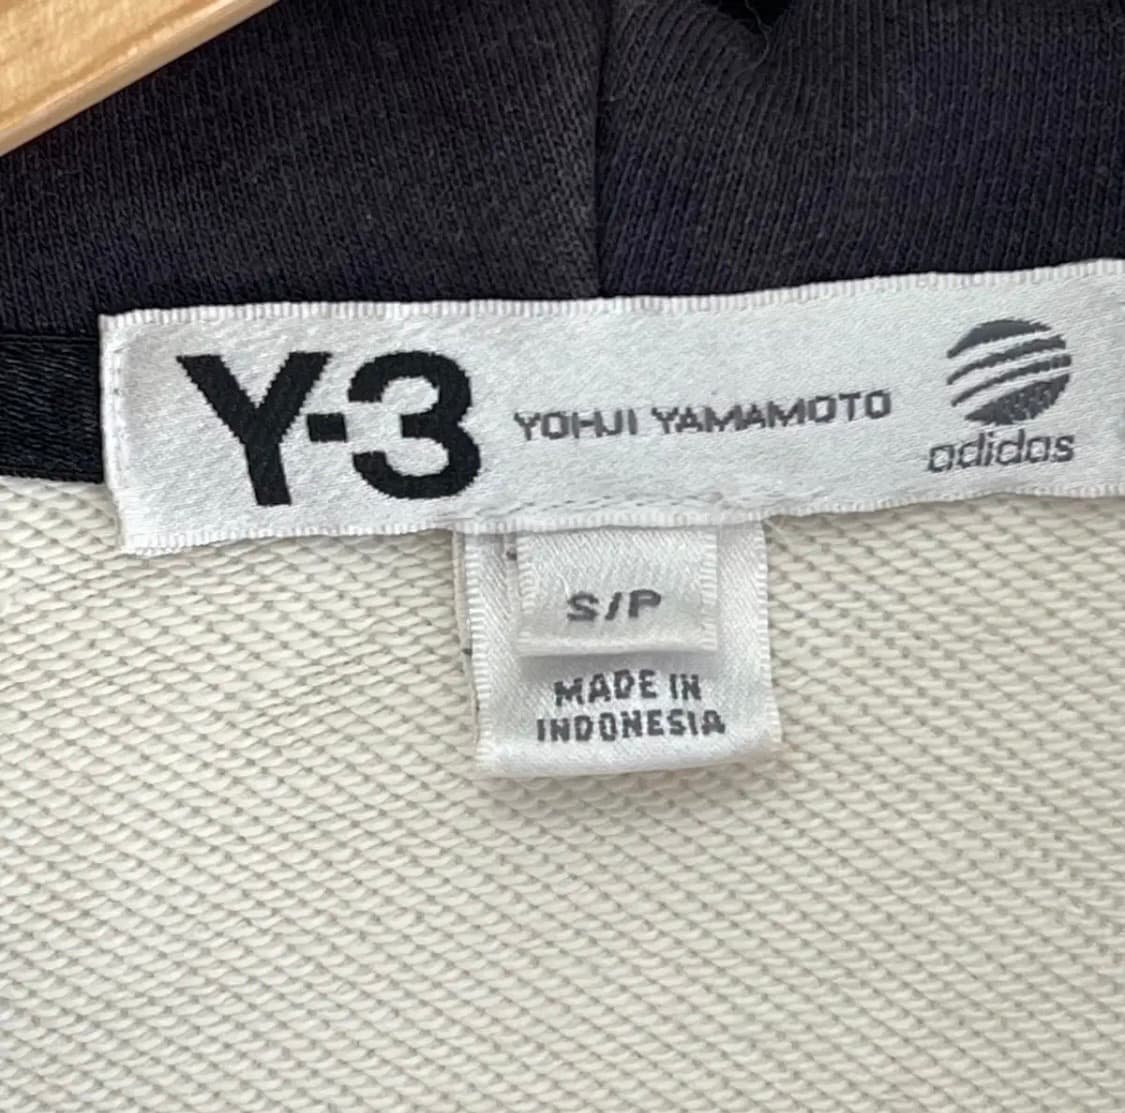 Y-3 YOHJI YAMAMOTO adidas
S/P
MADE IN
INDONESIA